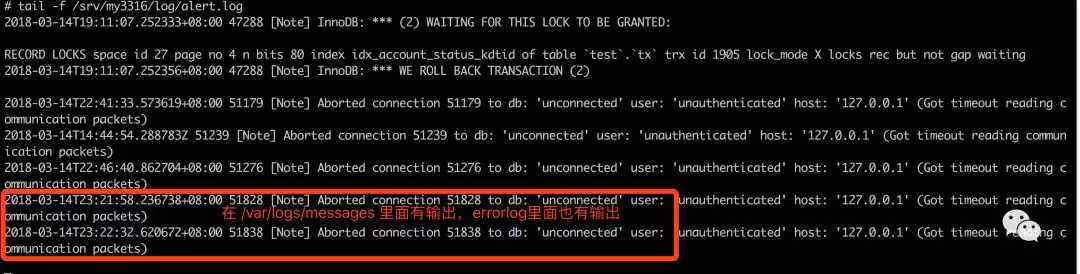 # tail -f /srv/my3316/log/alert.log
2018-03-14T19:11:07.252333+08:00 47288 [Note] InnoDB: *** (2) WAITING FOR THIS LOCK TO BE GRANTED:
RECORD LOCKS space id 27 page no 4 n bits 80 index idx_account_status_kdtid of table `test`.`tx` trx id 1905 lock_mode X locks rec but not gap waiting
2018-03-14T19:11:07.252356+08:00 47288 [Note] InnoDB: *** WE ROLL BACK TRANSACTION (2)
2018-03-14T22:41:33.573619+08:00 51179 [Note] Aborted connection 51179 to db: 'unconnected' user: 'unauthenticated' host: '127.0.0.1' (Got timeout reading c
ommunication packets)
2018-03-14T14:44:54.288783Z 51239 [Note] Aborted connection 51239 to db: 'unconnected' user: 'unauthenticated' host: '127.0.0.1' (Got timeout reading commun
ication packets)
2018-03-14T22:46:40.862704+08:00 51276 [Note] Aborted connection 51276 to db: 'unconnected' user: 'unauthenticated' host: '127.0.0.1' (Got timeout reading c
ommunication packets)
2018-03-14T23:21:58.236738+08:00 51828 [Note] Aborted connection 51828 to db: 'unconnected' user: 'unauthenticated' host: '127.0.0.1' (Got timeout reading c
ommunication packets)
在 /var/logs/messages 里面有输出，errorlog里面也有输出
2018-03-14T23:22:32.620672+08:00 51838 [Note] Aborted connection 51838 to db: 'unconnected' user: 'unauthenticated' host: '127.0.0.1' (Got timeout reading c
ommunication packets)